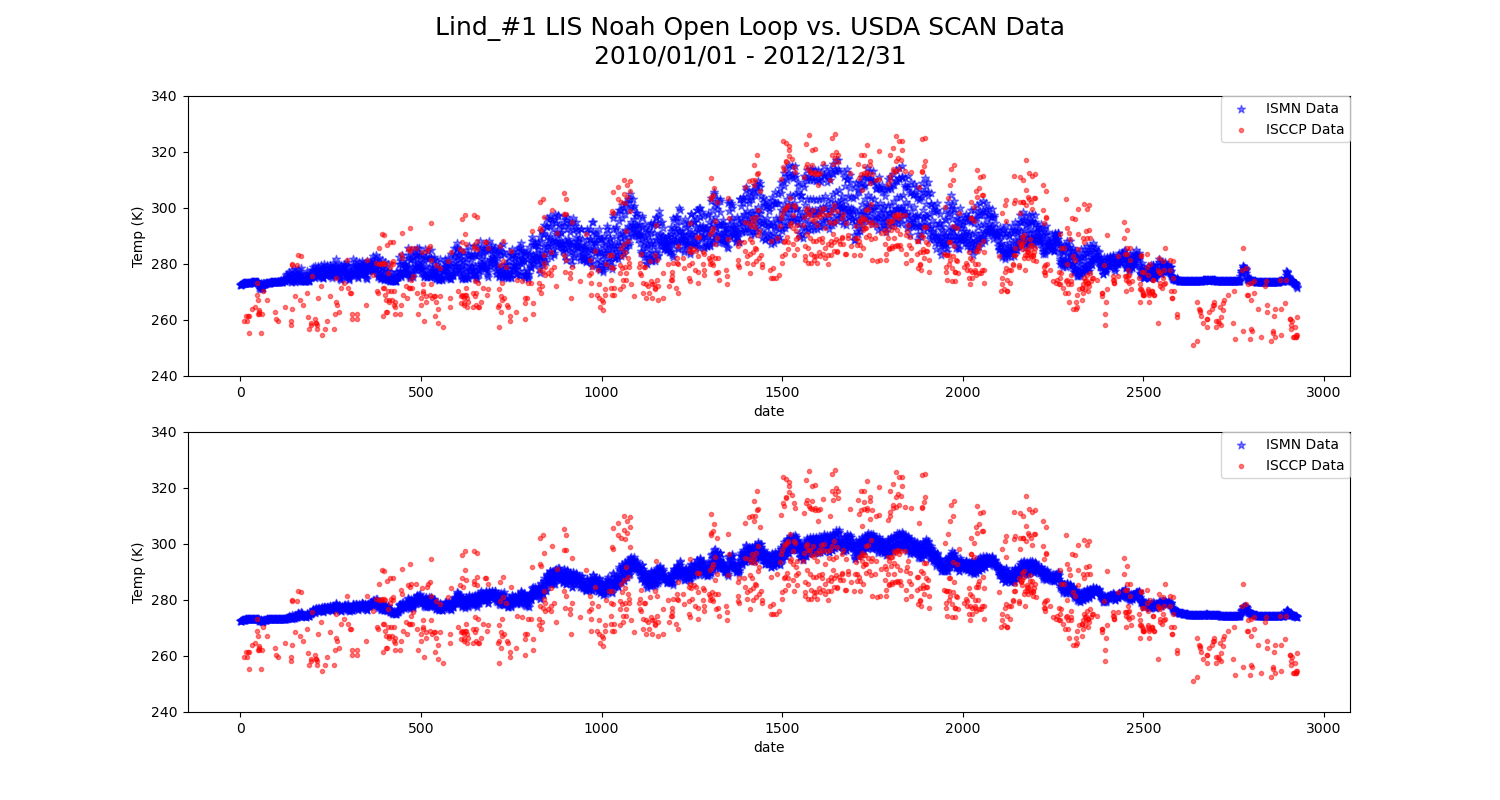 Lind_#1 LIS Noah Open Loop vs. USDA SCAN Data
2010/01/01 - 2012/12/31
340
320
300
280
260
240
Temp (K)
ISMN Data
ISCCP Data
0 500 1000 1500 2000 2500 3000
date
340
320
300
280
260
240
Temp (K)
ISMN Data
ISCCP Data
0 500 1000 1500 2000 2500 3000
date